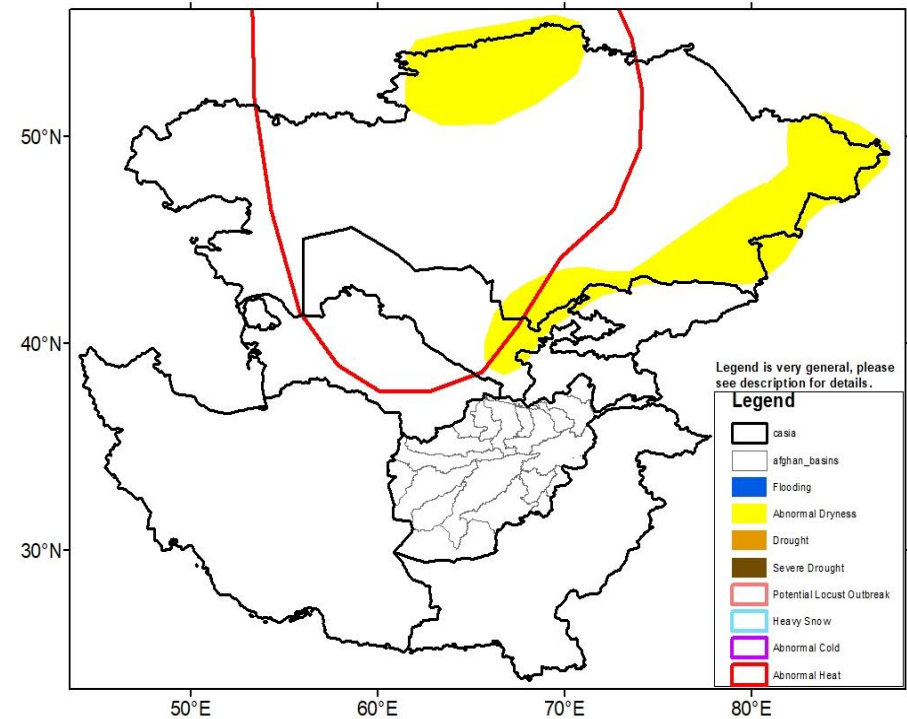 50°N
40°N
30°N
50°E
60°E
70°E
80°E
Legend is very general, please
see description for details.
Legend
casia
afghan_basins
Flooding
Abnormal Dryness
Drought
Severe Drought
Potential Locust Outbreak
Heavy Snow
Abnormal Cold
Abnormal Heat